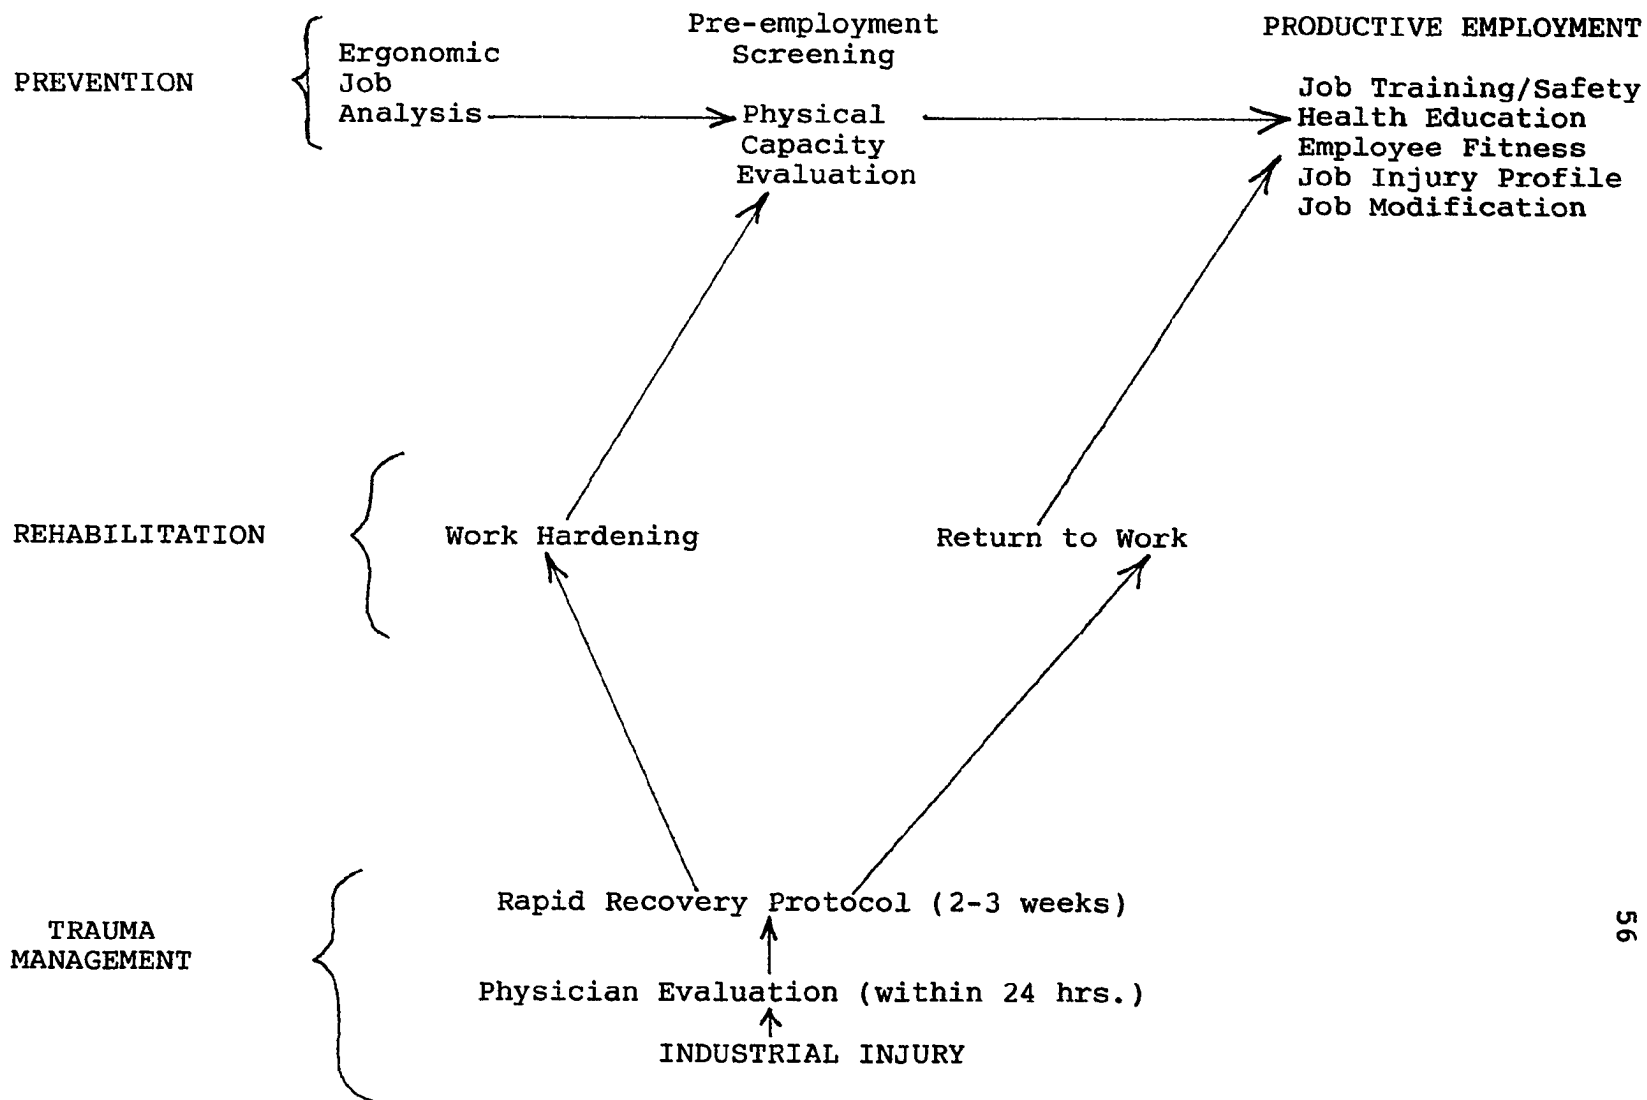 PREVENTION
Ergonomic
Job
Analysis
Pre-employment
Screening
Physical
Capacity
Evaluation
PRODUCTIVE EMPLOYMENT
Job Training/Safety
Health Education
Employee Fitness
Job Injury Profile
Job Modification
REHABILITATION
Work Hardening
Return to Work
TRAUMA
MANAGEMENT
Rapid Recovery Protocol (2-3 weeks)
Physician Evaluation (within 24 hrs.)
INDUSTRIAL INJURY
56